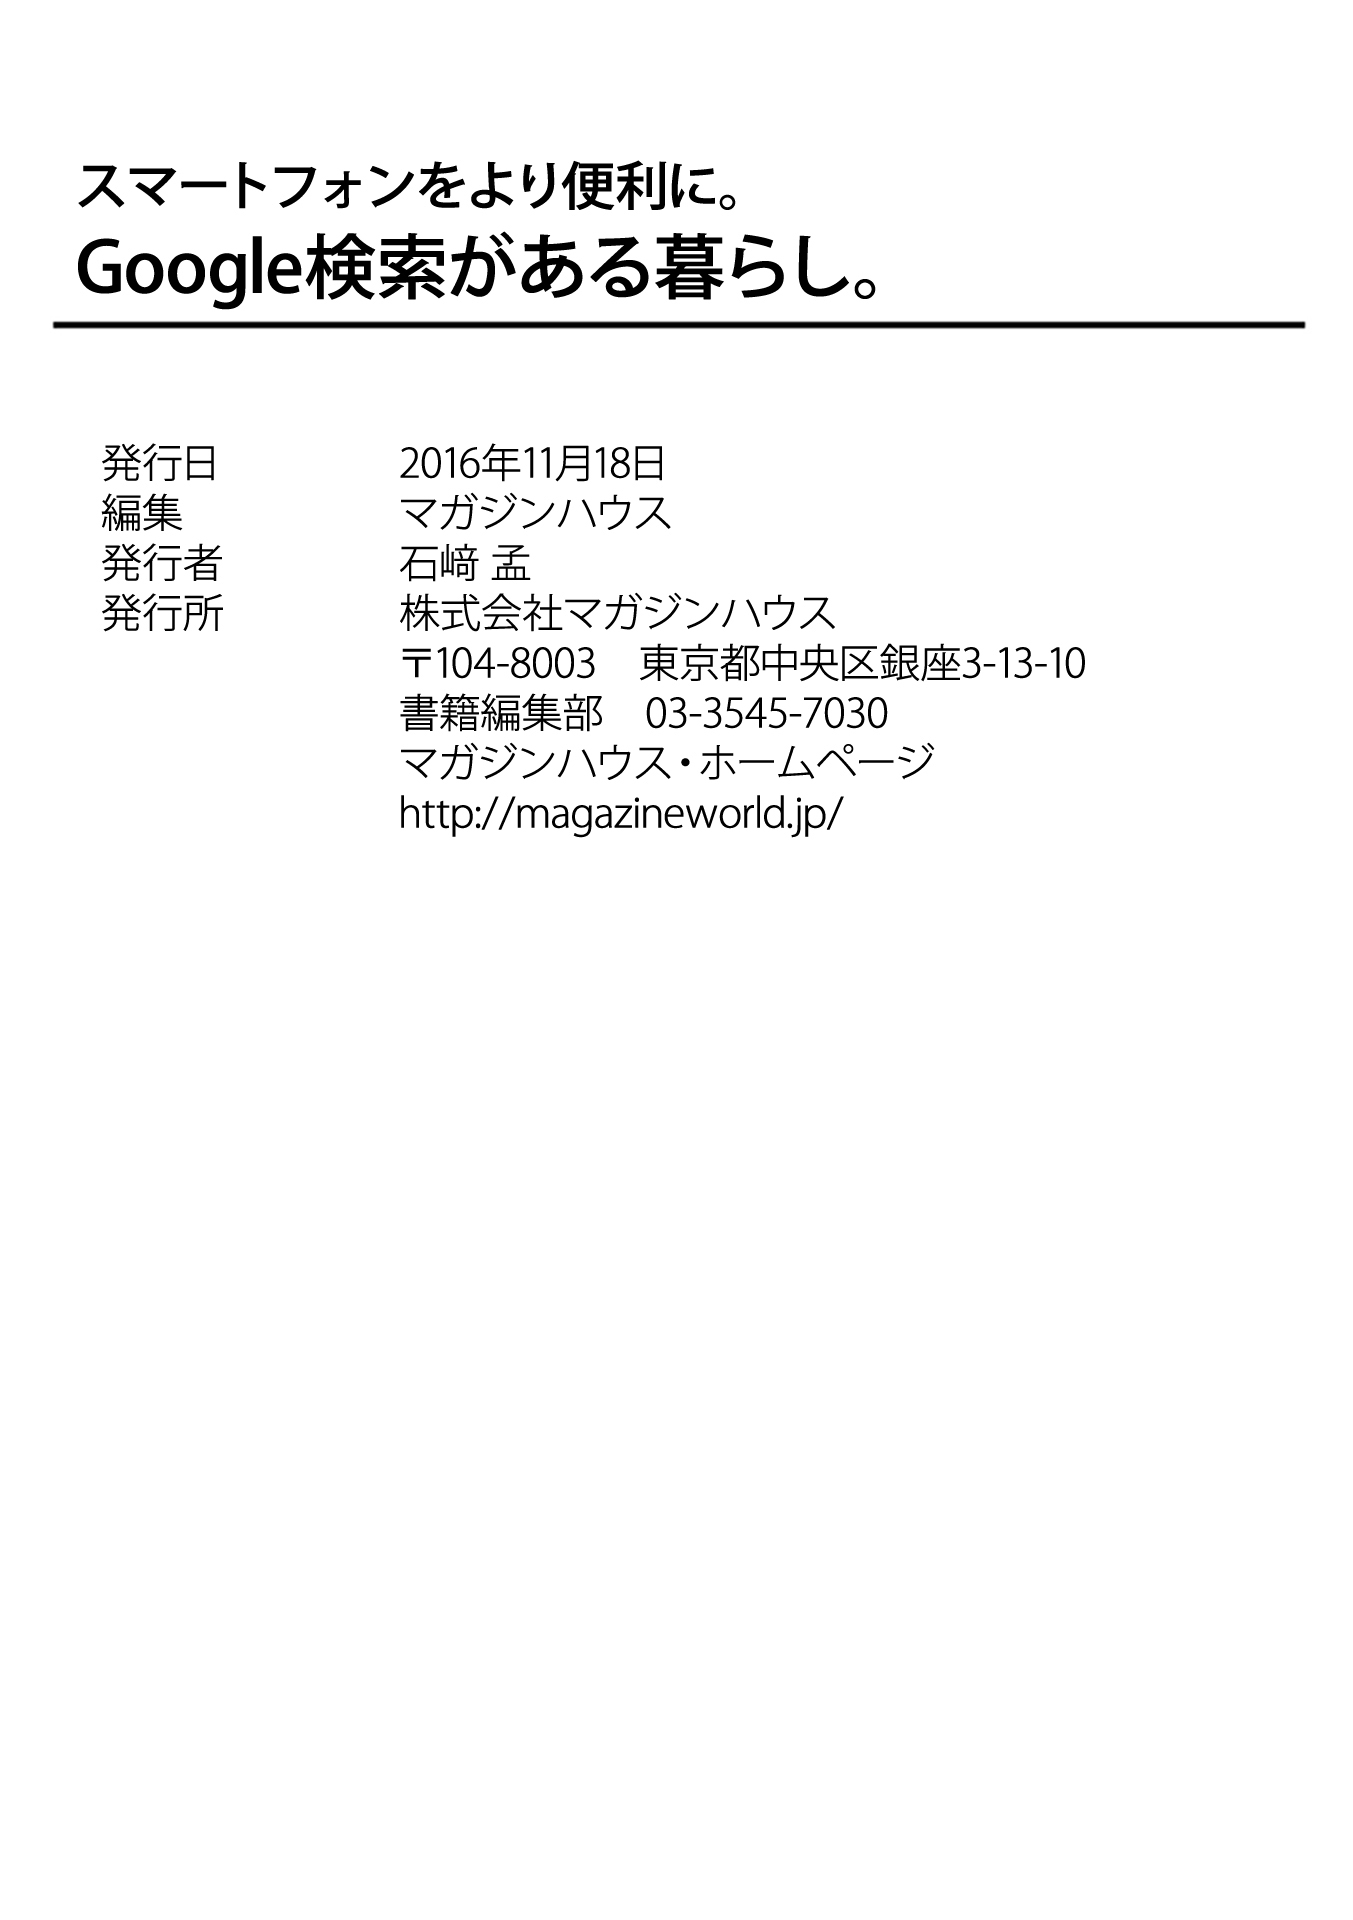 スマートフォンをより便利に。
Google検索がある暮らし。
発行日 2016年11月18日
編集 マガジンハウス
発行者 石﨑 孟
発行所 株式会社マガジンハウス
〒104-8003　東京都中央区銀座3-13-10
書籍編集部　03-3545-7030
マガジンハウス・ホームページ
http://magazineworld.jp/